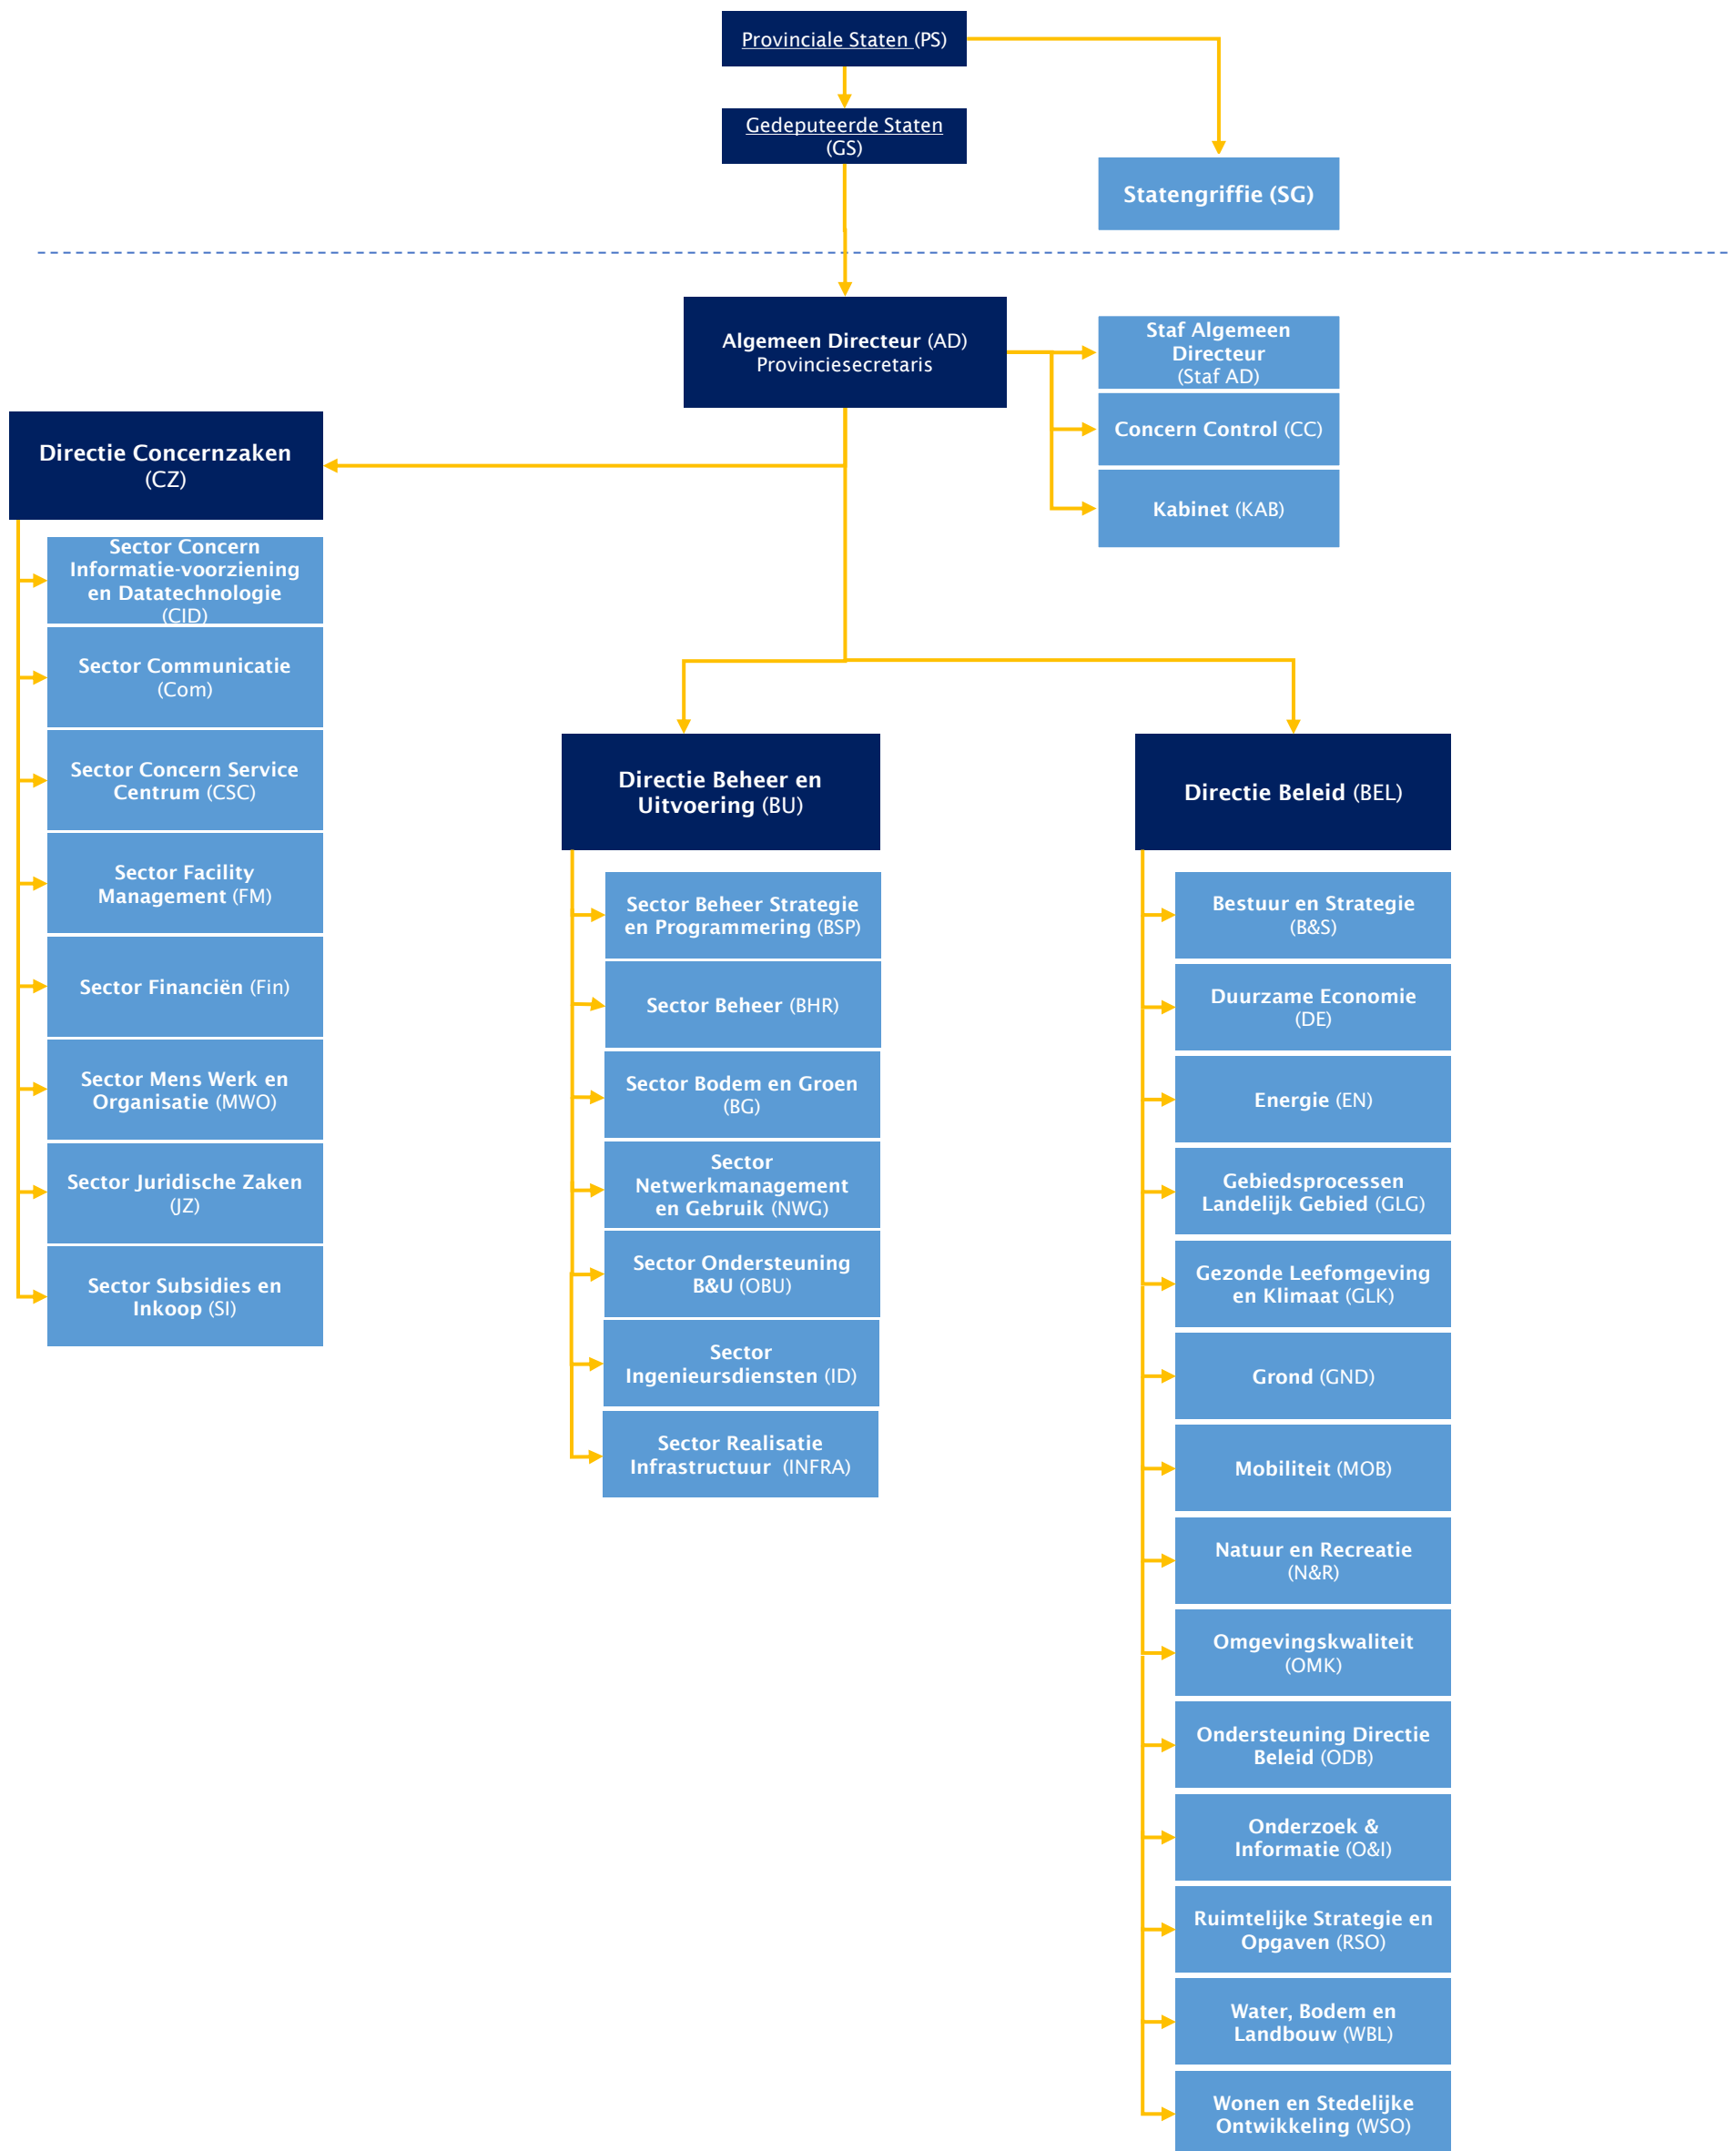 Provinciale Staten (PS)
Gedeputeerde Staten
(GS)
Statengriffie (SG)
Algemeen Directeur (AD)
Provinciesecretaris
Staf Algemeen
Directeur
(Staf AD)
Concern Control (CC)
Kabinet (KAB)
Directie Concernzaken
(CZ)
Sector Concern
Informatie-voorziening
en Datatechnologie
(CID)
Sector Communicatie
(Com)
Sector Concern Service
Centrum (CSC)
Sector Facility
Management (FM)
Sector Financiën (Fin)
Sector Mens Werk en
Organisatie (MWO)
Sector Juridische Zaken
(JZ)
Sector Subsidies en
Inkoop (SI)
Directie Beheer en
Uitvoering (BU)
Sector Beheer Strategie
en Programmering (BSP)
Sector Beheer (BHR)
Sector Bodem en Groen
(BG)
Sector
Netwerkmanagement
en Gebruik (NWG)
Sector Ondersteuning
B&U (OBU)
Sector
Ingenieursdiensten (ID)
Sector Realisatie
Infrastructuur (INFRA)
Directie Beleid (BEL)
Bestuur en Strategie
(B&S)
Duurzame Economie
(DE)
Energie (EN)
Gebiedsprocessen
Landelijk Gebied (GLG)
Gezonde Leefomgeving
en Klimaat (GLK)
Grond (GND)
Mobiliteit (MOB)
Natuur en Recreatie
(N&R)
Omgevingskwaliteit
(OMK)
Ondersteuning Directie
Beleid (ODB)
Onderzoek &
Informatie (O&I)
Ruimtelijke Strategie en
Opgaven (RSO)
Water, Bodem en
Landbouw (WBL)
Wonen en Stedelijke
Ontwikkeling (WSO)